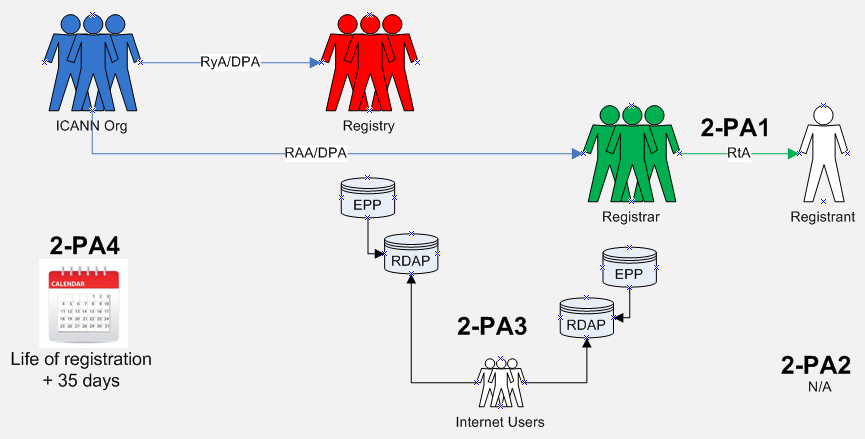 RyA/DPA
ICANN Org
Registry
2-PA1
RAA/DPA
RtA
EPP
Registrar
Registrant
2-PA4
RDAP
EPP
CALENDAR
2-PA3
RDAP
Life of registration
+ 35 days
2-PA2
N/A
Internet Users